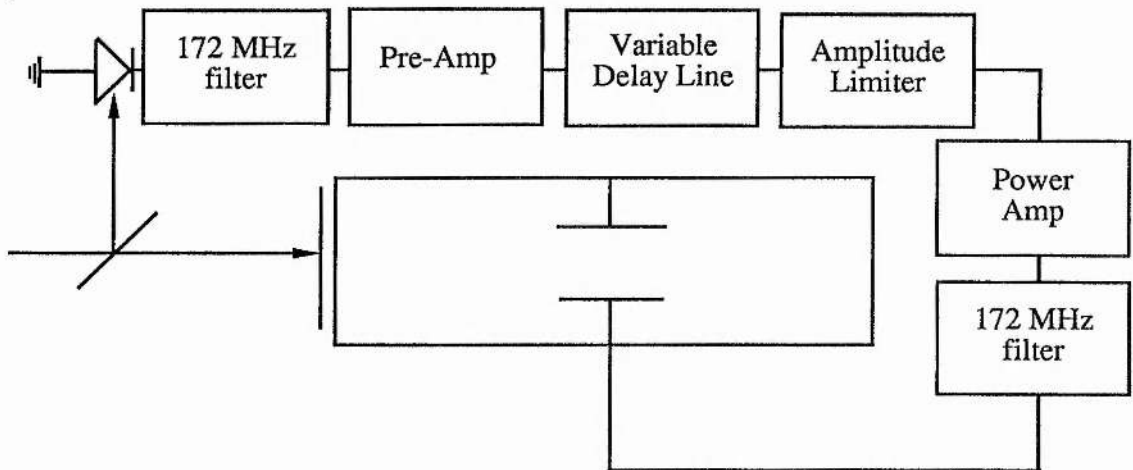 172 MHz
filter
Pre-Amp
Variable
Delay Line
Amplitude
Limiter
Power
Amp
172 MHz
filter